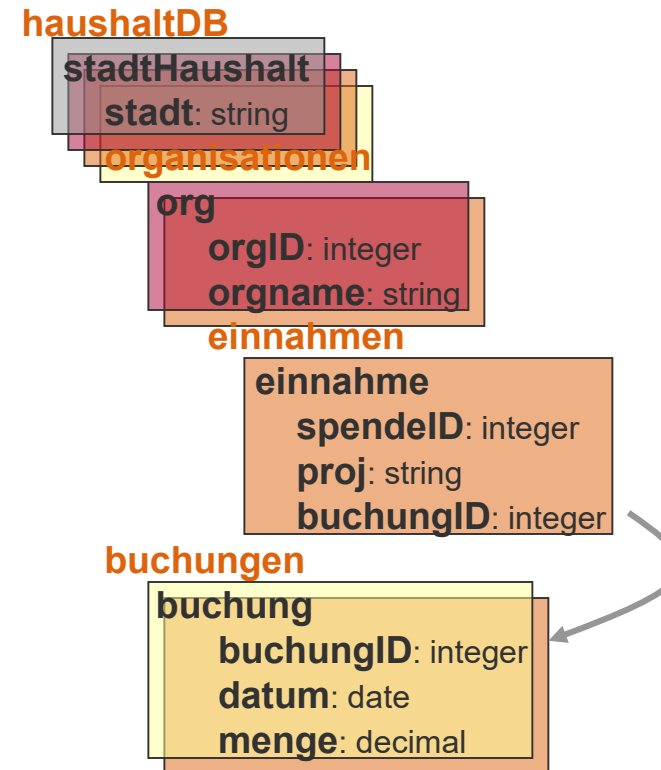 haushaltDB
stadtHaushalt
stadt: string
organisationen
org
orgID: integer
orgname: string
einnahmen
einnahme
spendeID: integer
proj: string
buchungID: integer
buchungen
buchung
buchungID: integer
datum: date
menge: decimal